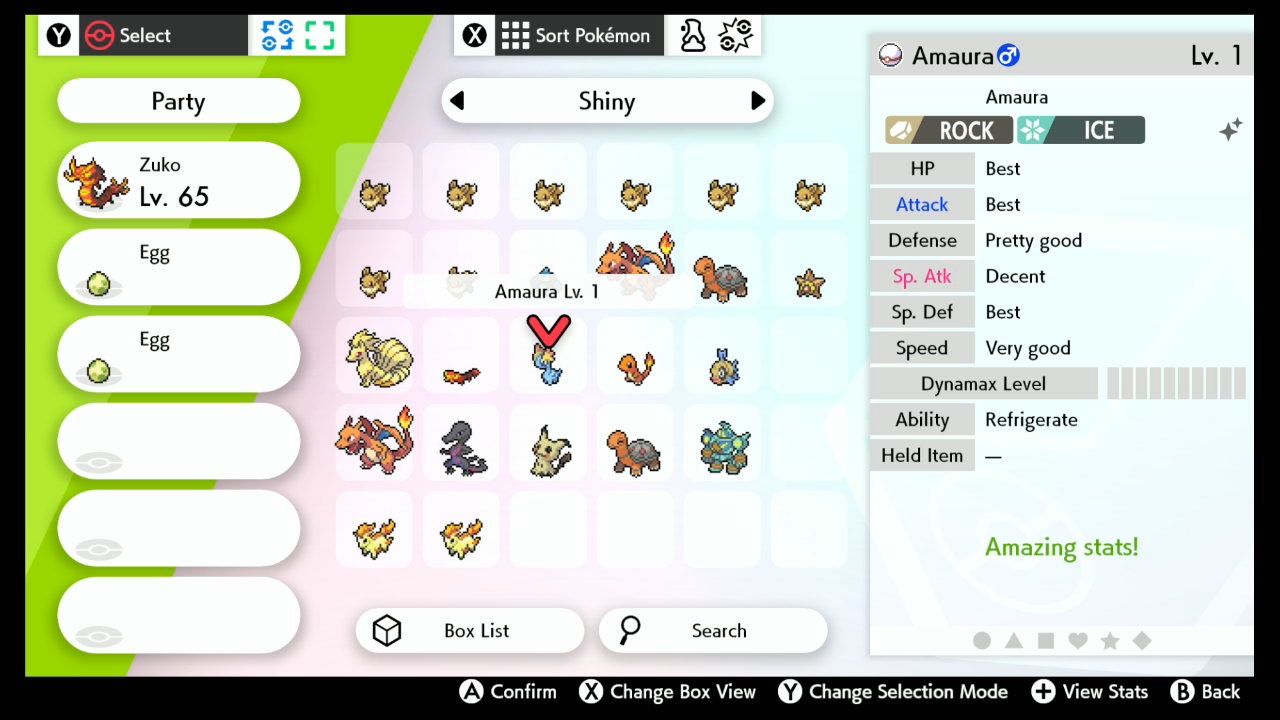 Y Select
X Sort Pokémon
Party
Shiny
Zuko
Lv. 65
Egg
Egg
Amaura Lv. 1
Box List
Search
Amaura♂ Lv. 1
Amaura
ROCK ICE
HP Best
Attack Best
Defense Pretty good
Sp. Atk Decent
Sp. Def Best
Speed Very good
Dynamax Level
Ability Refrigerate
Held Item —
Amazing stats!
A Confirm X Change Box View Y Change Selection Mode + View Stats B Back